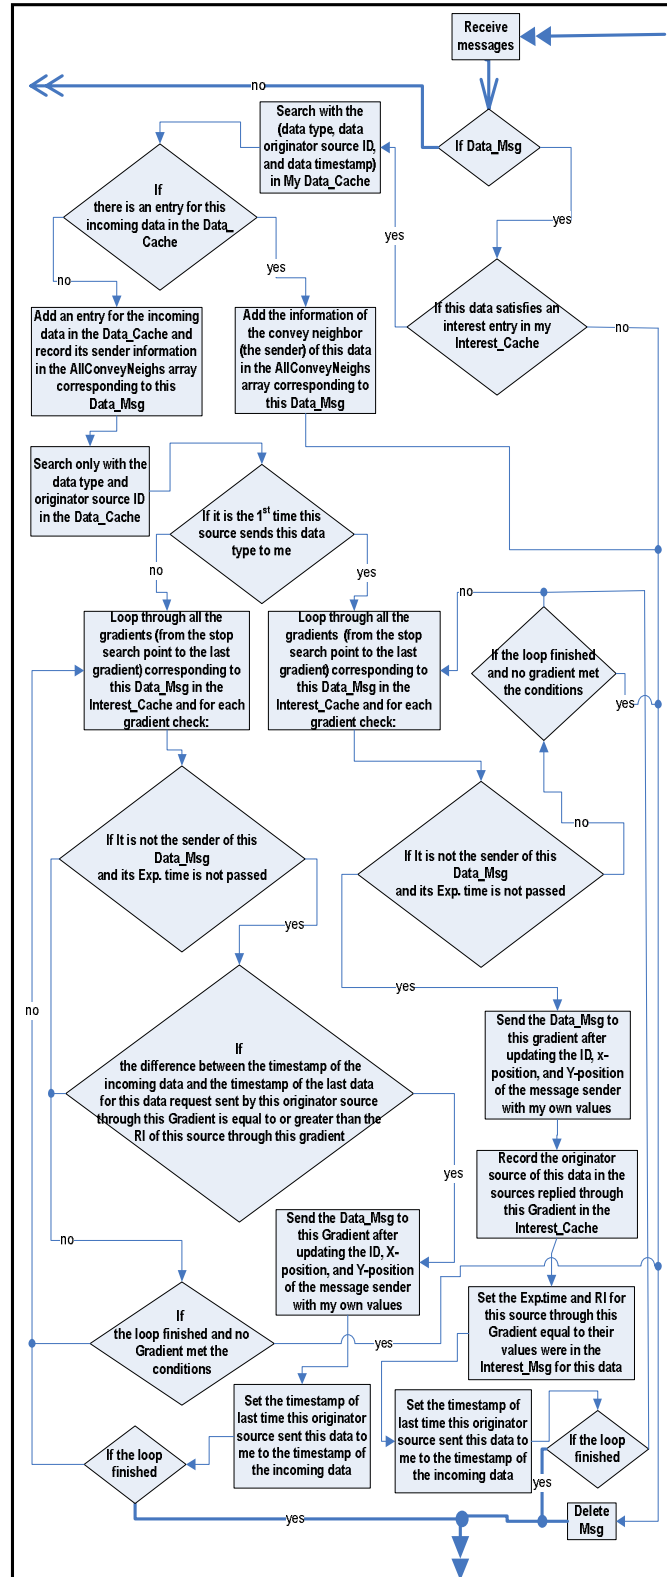 Receive
messages
no
Search with the
(data type, data
originator source ID,
and data timestamp)
in My Data_Cache
If Data_Msg
If
there is an entry for this
incoming data in the Data_
Cache
yes
yes
yes
no
If this data satisfies an
interest entry in my
Interest_Cache
no
Add an entry for the incoming
data in the Data_Cache and
record its sender information
in the AllConveyNeighs array
corresponding to this
Data_Msg
Add the information of
the convey neighbor
(the sender) of this data
in the AllConveyNeighs
array corresponding to
this Data_Msg
Search only with the
data type and
originator source ID
in the Data_Cache
If it is the 1st time this
source sends this data
type to me
no
yes
no
Loop through all the
gradients (from the stop
search point to the last
gradient) corresponding to
this Data_Msg in the
Interest_Cache and for each
gradient check:
Loop through all the
gradients (from the stop
search point to the last
gradient) corresponding to
this Data_Msg in the
Interest_Cache and for each
gradient check:
If the loop finished
and no gradient met
the conditions
yes
no
If It is not the sender of this
Data_Msg
and its Exp. time is not passed
If It is not the sender of this
Data_Msg
and its Exp. time is not passed
yes
yes
no
If
the difference between the timestamp of the
incoming data and the timestamp of the last data
for this data request sent by this originator source
through this Gradient is equal to or greater than the
RI of this source through this gradient
Send the Data_Msg to
this gradient after
updating the ID, x-
position, and Y-position
of the message sender
with my own values
yes
Record the originator
source of this data in the
sources replied through
this Gradient in the
Interest_Cache
no
Send the Data_Msg to
this Gradient after
updating the ID, X-
position, and Y-position
of the message sender
with my own values
If
the loop finished and no
Gradient met the
conditions
yes
Set the Exp.time and RI for
this source through this
Gradient equal to their
values were in the
Interest_Msg for this data
Set the timestamp of
last time this originator
source sent this data to
me to the timestamp of
the incoming data
Set the timestamp of
last time this originator
source sent this data to
me to the timestamp of
the incoming data
If the loop
finished
If the loop
finished
yes
yes
Delete
Msg